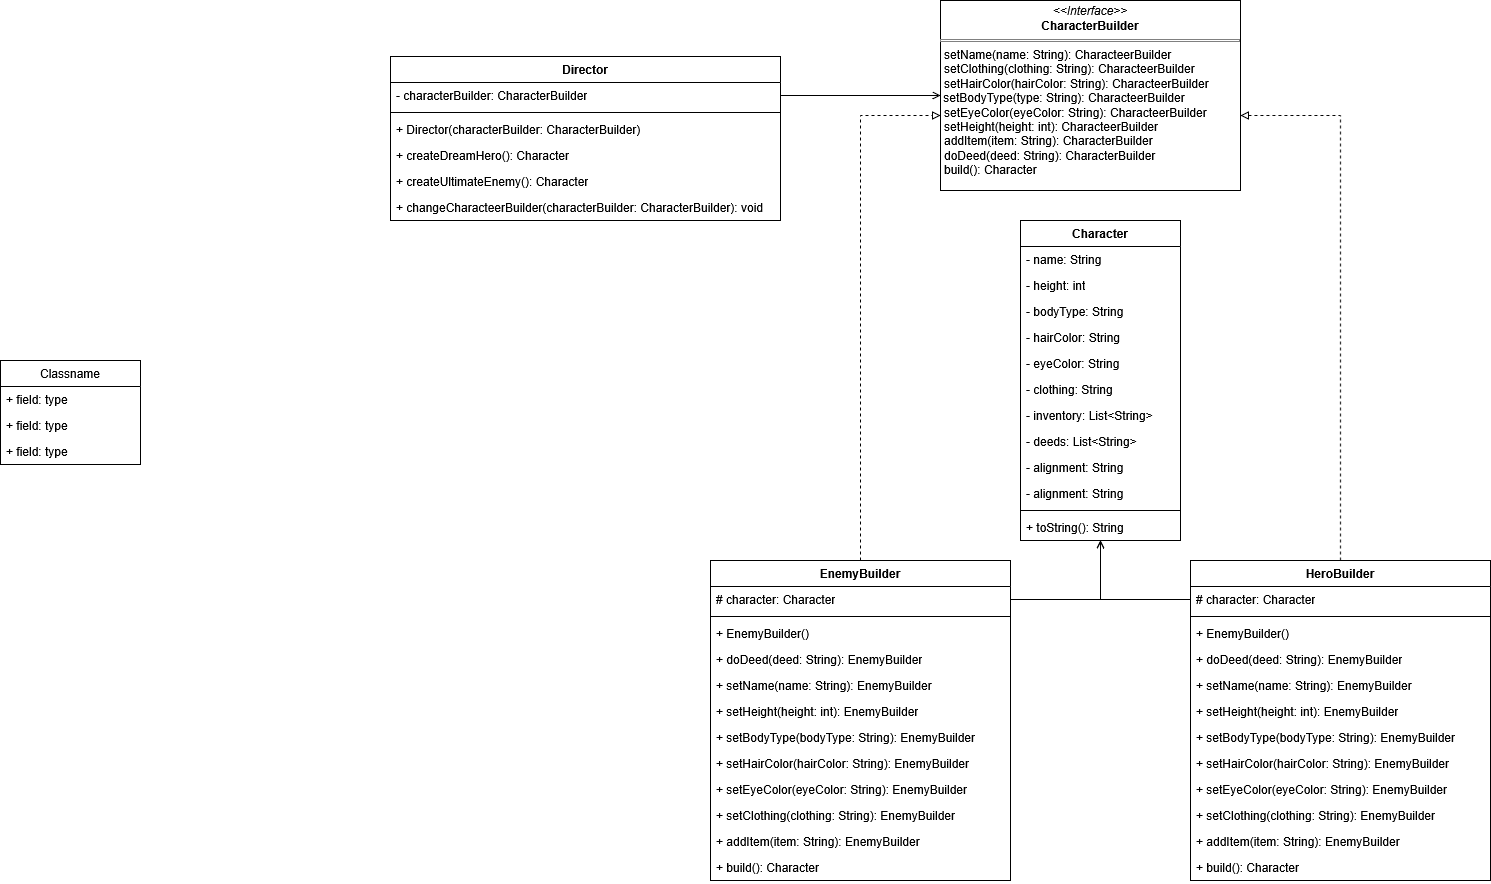 <<Interface>>
CharacterBuilder
setName(name: String): CharacteerBuilder
setClothing(clothing: String): CharacteerBuilder
setHairColor(hairColor: String): CharacteerBuilder
setBodyType(type: String): CharacteerBuilder
setEyeColor(eyeColor: String): CharacteerBuilder
setHeight(height: int): CharacteerBuilder
addItem(item: String): CharacterBuilder
doDeed(deed: String): CharacterBuilder
build(): Character
Director
- characterBuilder: CharacterBuilder
+ Director(characterBuilder: CharacterBuilder)
+ createDreamHero(): Character
+ createUltimateEnemy(): Character
+ changeCharacteerBuilder(characterBuilder: CharacterBuilder): void
Character
- name: String
- height: int
- bodyType: String
- hairColor: String
- eyeColor: String
- clothing: String
- inventory: List<String>
- deeds: List<String>
- alignment: String
- alignment: String
+ toString(): String
Classname
+ field: type
+ field: type
+ field: type
EnemyBuilder
# character: Character
+ EnemyBuilder()
+ doDeed(deed: String): EnemyBuilder
+ setName(name: String): EnemyBuilder
+ setHeight(height: int): EnemyBuilder
+ setBodyType(bodyType: String): EnemyBuilder
+ setHairColor(hairColor: String): EnemyBuilder
+ setEyeColor(eyeColor: String): EnemyBuilder
+ setClothing(clothing: String): EnemyBuilder
+ addItem(item: String): EnemyBuilder
+ build(): Character
HeroBuilder
# character: Character
+ EnemyBuilder()
+ doDeed(deed: String): EnemyBuilder
+ setName(name: String): EnemyBuilder
+ setHeight(height: int): EnemyBuilder
+ setBodyType(bodyType: String): EnemyBuilder
+ setHairColor(hairColor: String): EnemyBuilder
+ setEyeColor(eyeColor: String): EnemyBuilder
+ setClothing(clothing: String): EnemyBuilder
+ addItem(item: String): EnemyBuilder
+ build(): Character